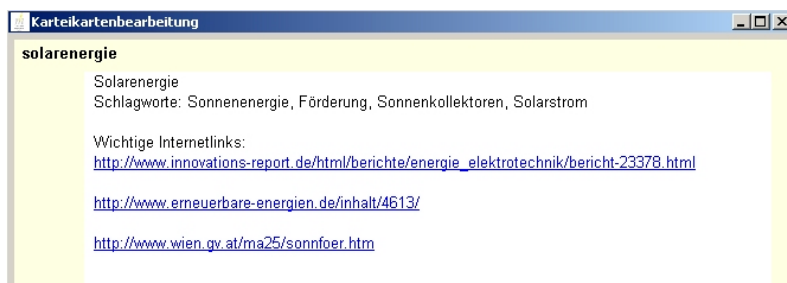 Karteikartenbearbeitung
solarenergie
Solarenergie
Schlagworte: Sonnenenergie, Förderung, Sonnenkollektoren, Solarstrom
Wichtige Internetlinks:
http://www.innovations-report.de/html/berichte/energie_elektrotechnik/bericht-23378.html
http://www.erneuerbare-energien.de/inhalt/4613/
http://www.wien.gv.at/ma25/sonnfoer.htm